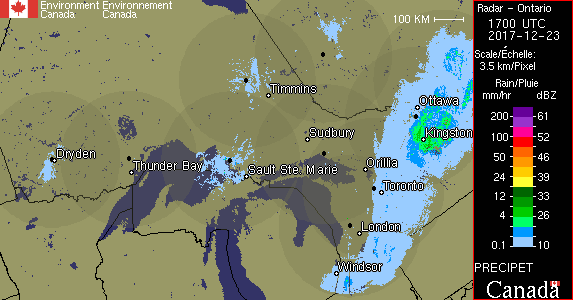 Environment Environnement
Canada Canada
100 KM
Timmins
Ottawa
Kingston
Sudbury
Dryden
Thunder Bay
Sault Ste. Marie
Orillia
Toronto
London
Windsor
Radar - Ontario
1700 UTC
2017-12-23
Scale/Échelle:
3.5 km/Pixel
Rain/Pluie
mm/hr dBZ
200 61
100 52
50 46
24 39
12 33
4 26
0.1 10
PRECIPET
Canada